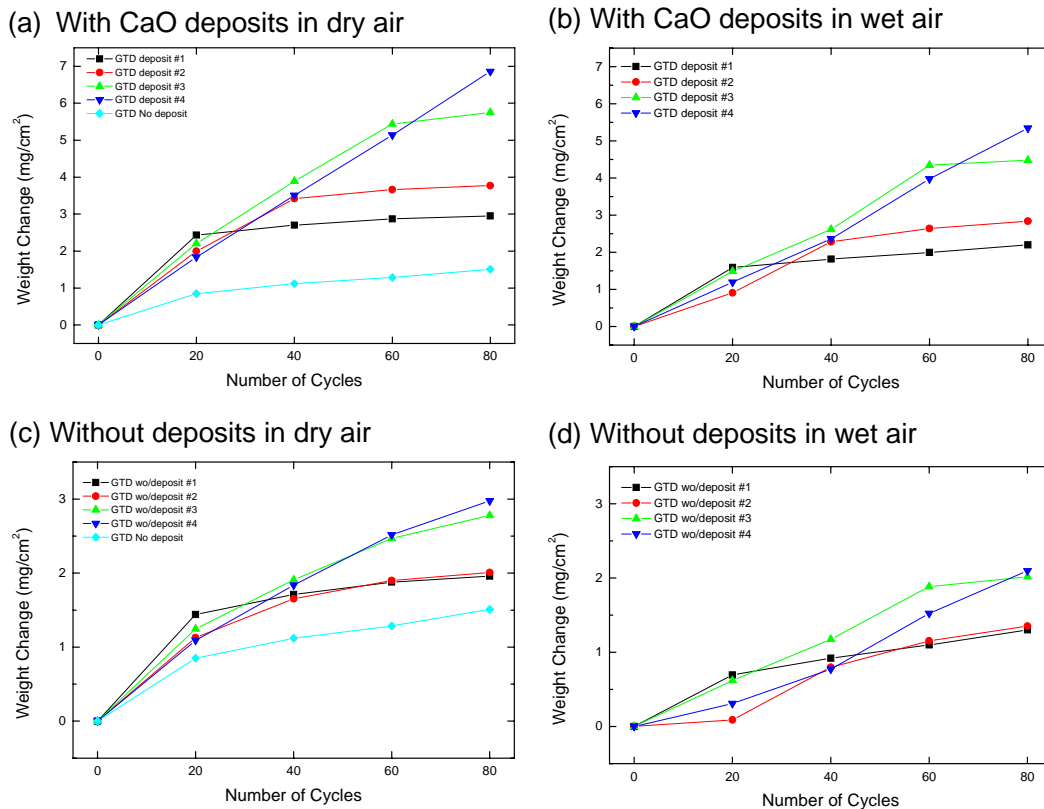 (a) With CaO deposits in dry air
GTD deposit #1
GTD deposit #2
GTD deposit #3
GTD deposit #4
GTD No deposit
7
6
5
4
3
2
1
0
Weight Change (mg/cm²)
0 20 40 60 80
Number of Cycles
(b) With CaO deposits in wet air
GTD deposit #1
GTD deposit #2
GTD deposit #3
GTD deposit #4
7
6
5
4
3
2
1
0
Weight Change (mg/cm²)
0 20 40 60 80
Number of Cycles
(c) Without deposits in dry air
GTD wo/deposit #1
GTD wo/deposit #2
GTD wo/deposit #3
GTD wo/deposit #4
GTD No deposit
3
2
1
0
Weight Change (mg/cm²)
0 20 40 60 80
Number of Cycles
(d) Without deposits in wet air
GTD wo/deposit #1
GTD wo/deposit #2
GTD wo/deposit #3
GTD wo/deposit #4
3
2
1
0
Weight Change (mg/cm²)
0 20 40 60 80
Number of Cycles